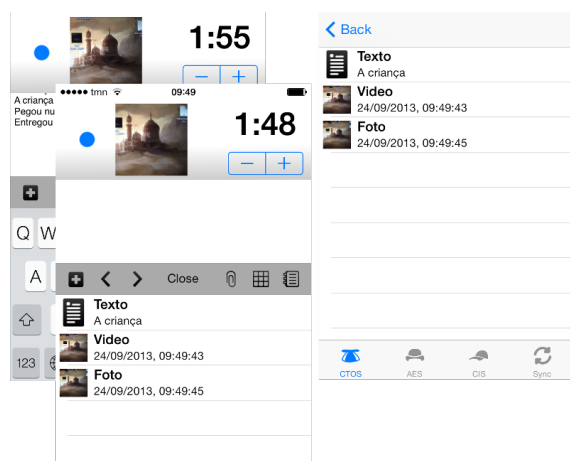 1:55
A criança
Pegou nu
Entregou
Q W
A
123
tmn 09:49
1:48
Close
Texto
A criança
Video
24/09/2013, 09:49:43
Foto
24/09/2013, 09:49:45
Back
Texto
A criança
Video
24/09/2013, 09:49:43
Foto
24/09/2013, 09:49:45
CTOS AES CIS Sync